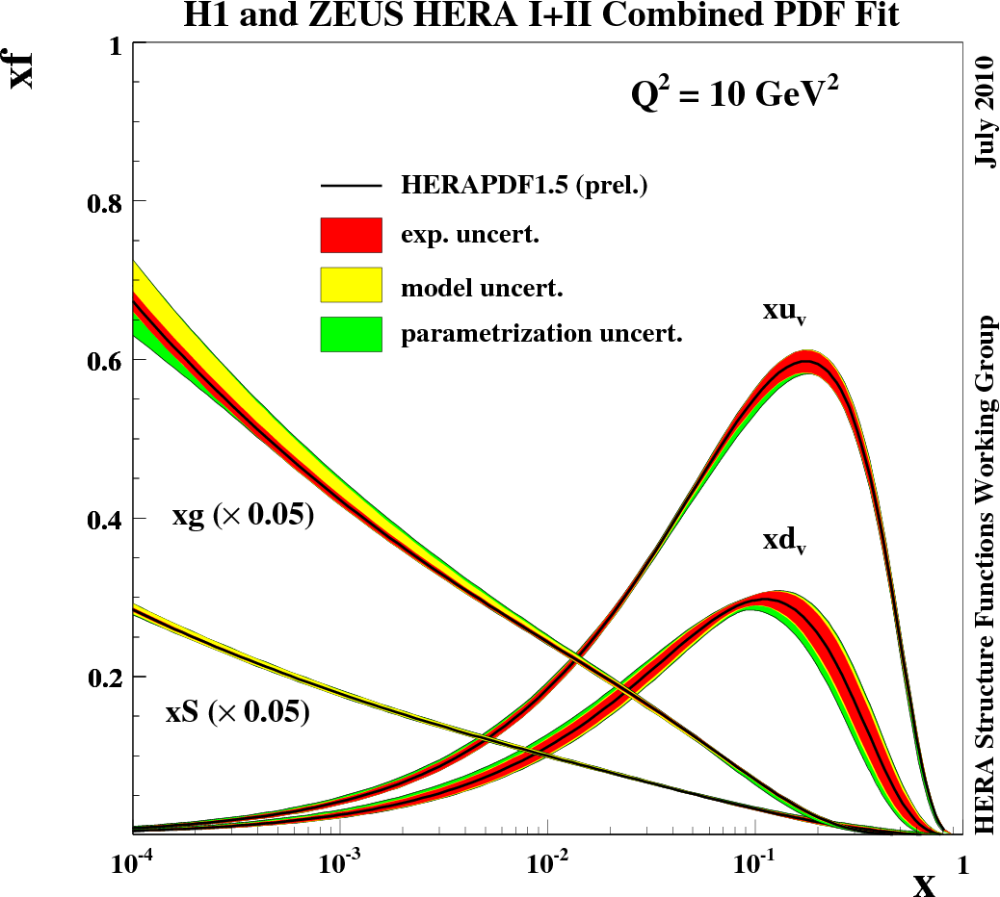 H1 and ZEUS HERA I+II Combined PDF Fit
xf
Q² = 10 GeV²
HERAPDF1.5 (prel.)
exp. uncert.
model uncert.
parametrization uncert.
xuᵥ
xdᵥ
xg (× 0.05)
xS (× 0.05)
1
0.8
0.6
0.4
0.2
10⁻⁴ 10⁻³ 10⁻² 10⁻¹ 1
x
HERA Structure Functions Working Group July 2010